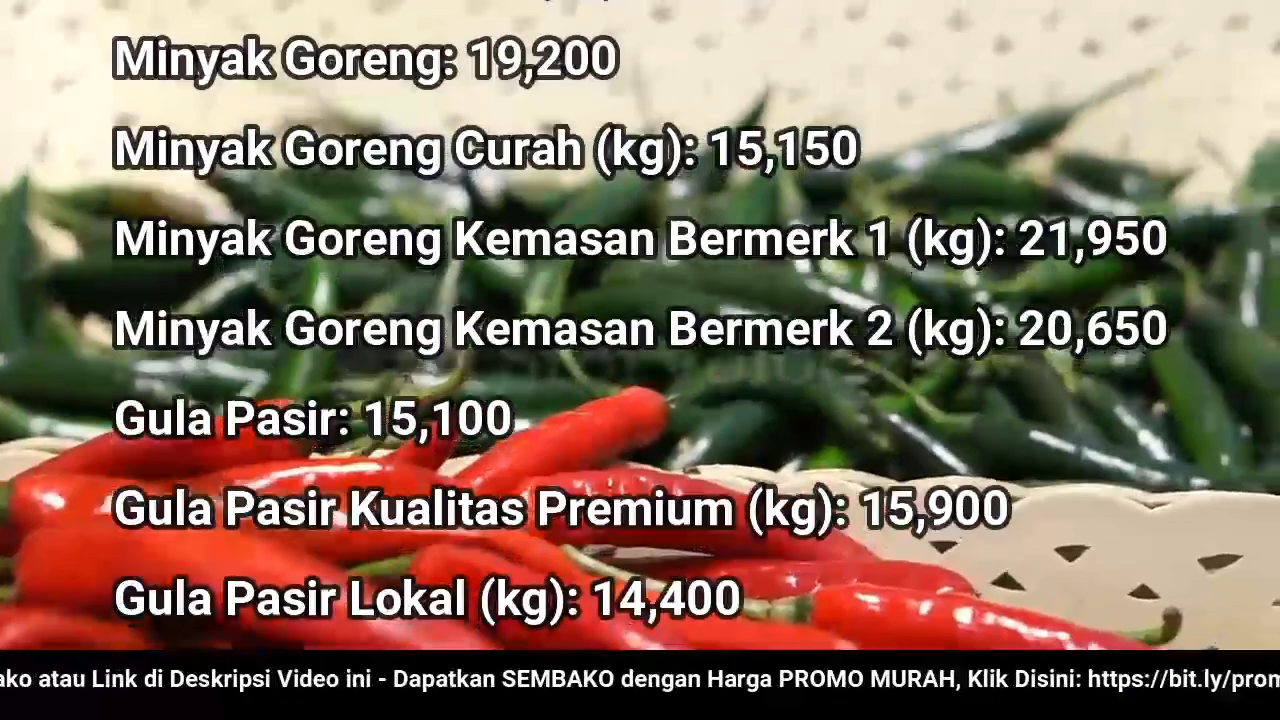 Minyak Goreng: 19,200
Minyak Goreng Curah (kg): 15,150
Minyak Goreng Kemasan Bermerk 1 (kg): 21,950
Minyak Goreng Kemasan Bermerk 2 (kg): 20,650
Gula Pasir: 15,100
Gula Pasir Kualitas Premium (kg): 15,900
Gula Pasir Lokal (kg): 14,400
ako atau Link di Deskripsi Video ini - Dapatkan SEMBAKO dengan Harga PROMO MURAH, Klik Disini: https://bit.ly/prom